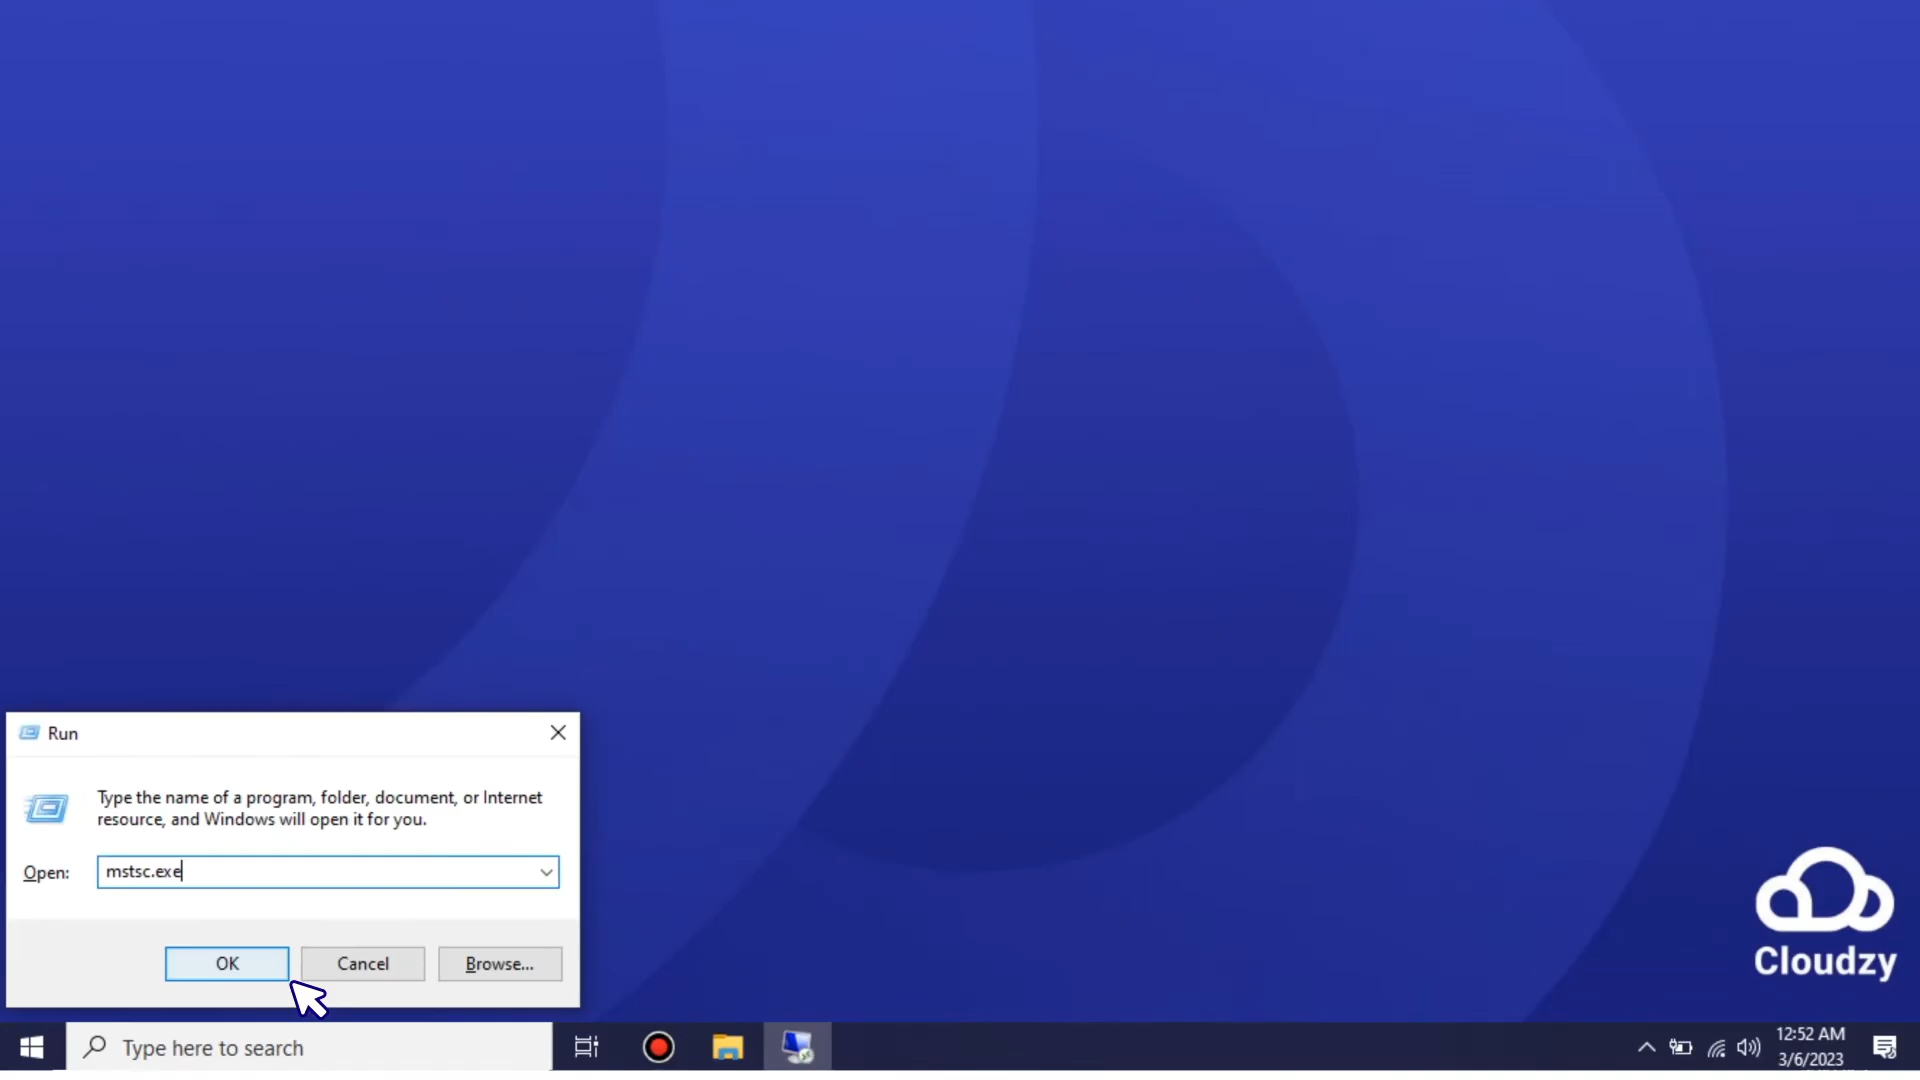 Run
Type the name of a program, folder, document, or Internet
resource, and Windows will open it for you.
Open: mstsc.exe
OK Cancel Browse...
Cloudzy
Type here to search
12:52 AM
3/6/2023